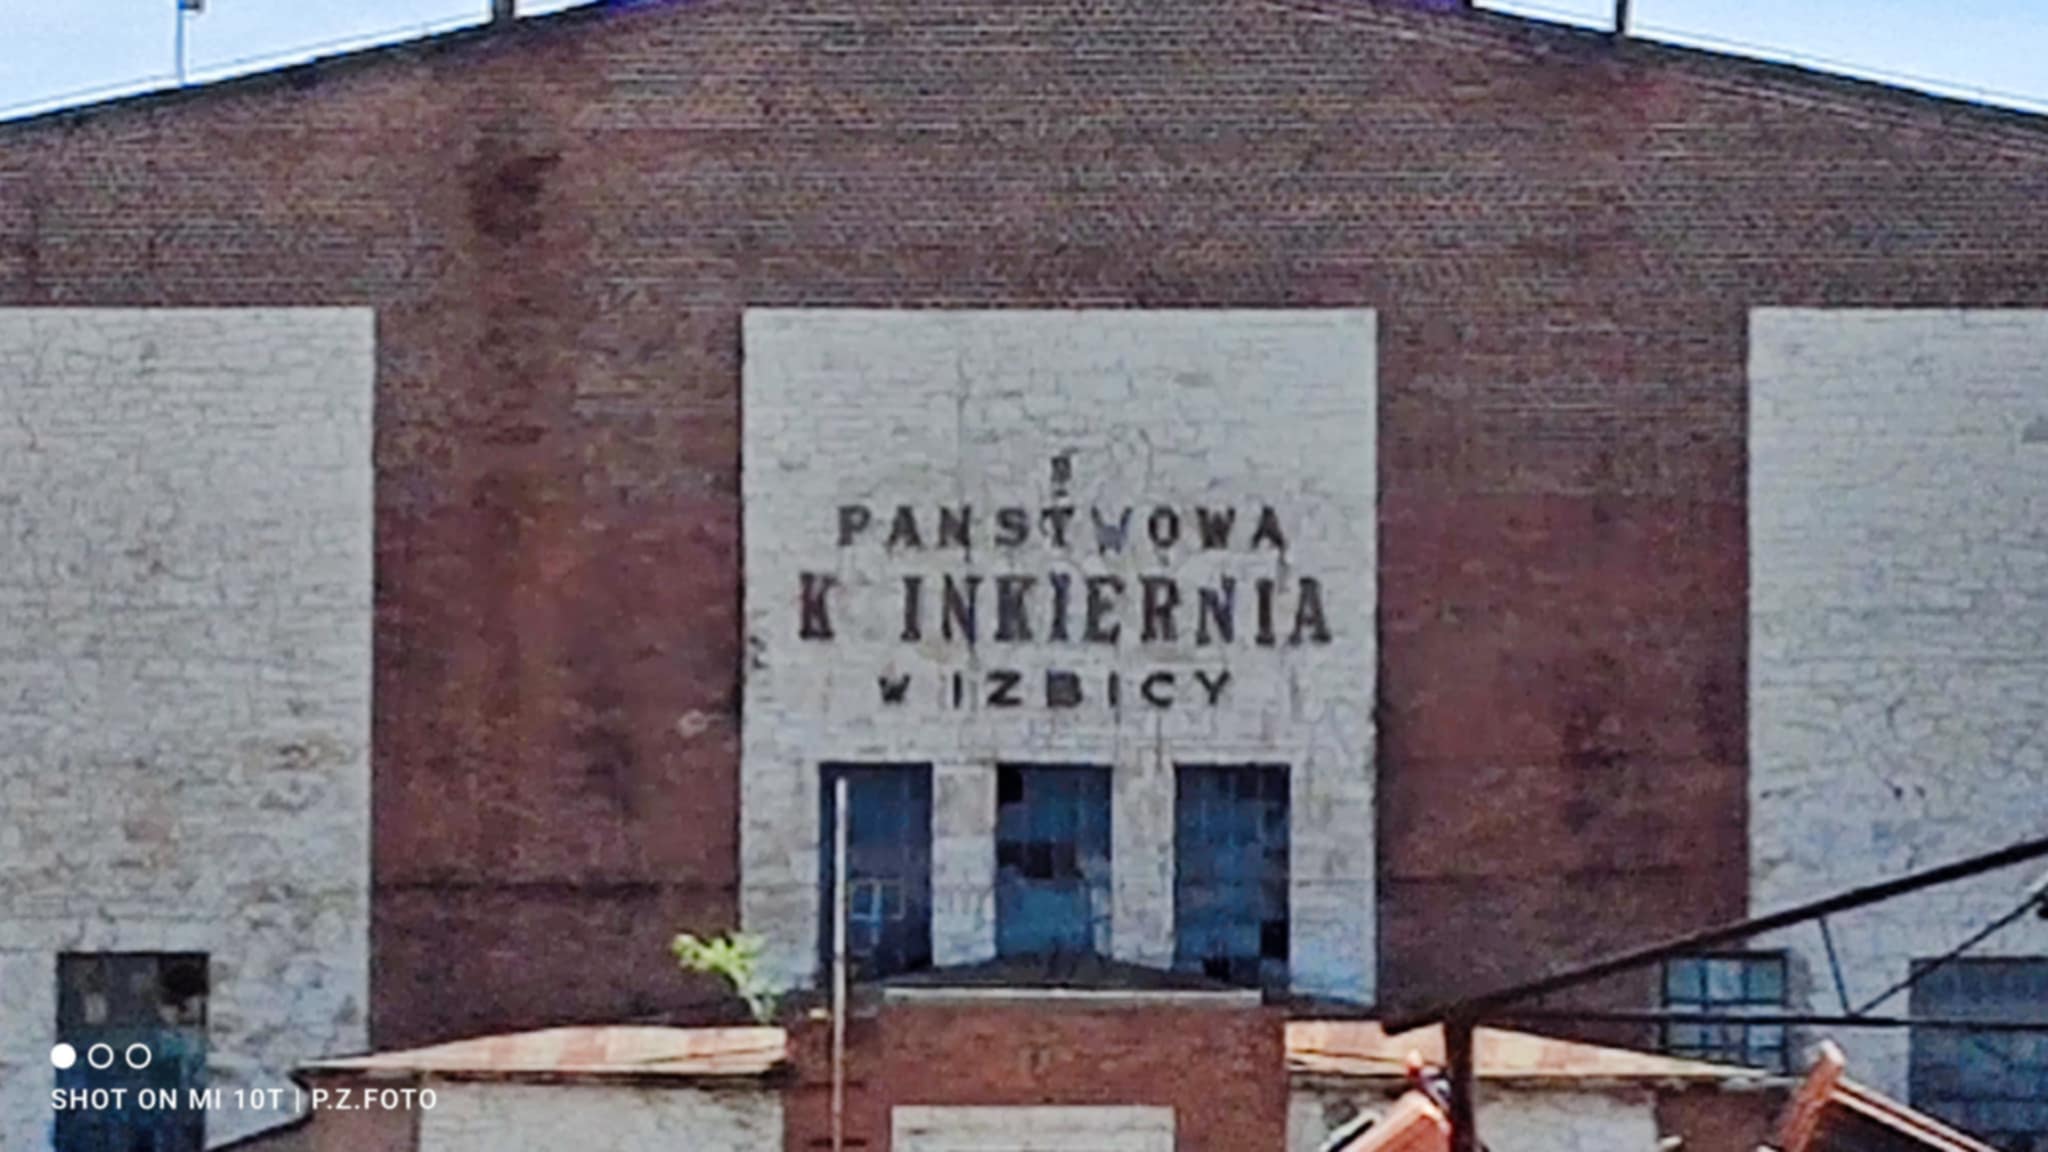 PANSTWOWA
K INKIERNIA
W IZBICY
SHOT ON MI 10T | P.Z.FOTO